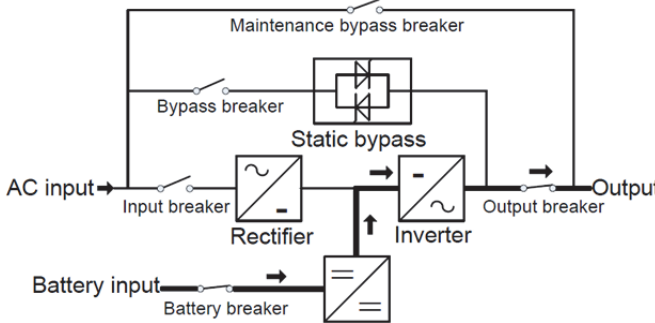 Maintenance bypass breaker
Bypass breaker
Static bypass
AC input
Input breaker
Rectifier
Inverter
Output breaker
Output
Battery input
Battery breaker